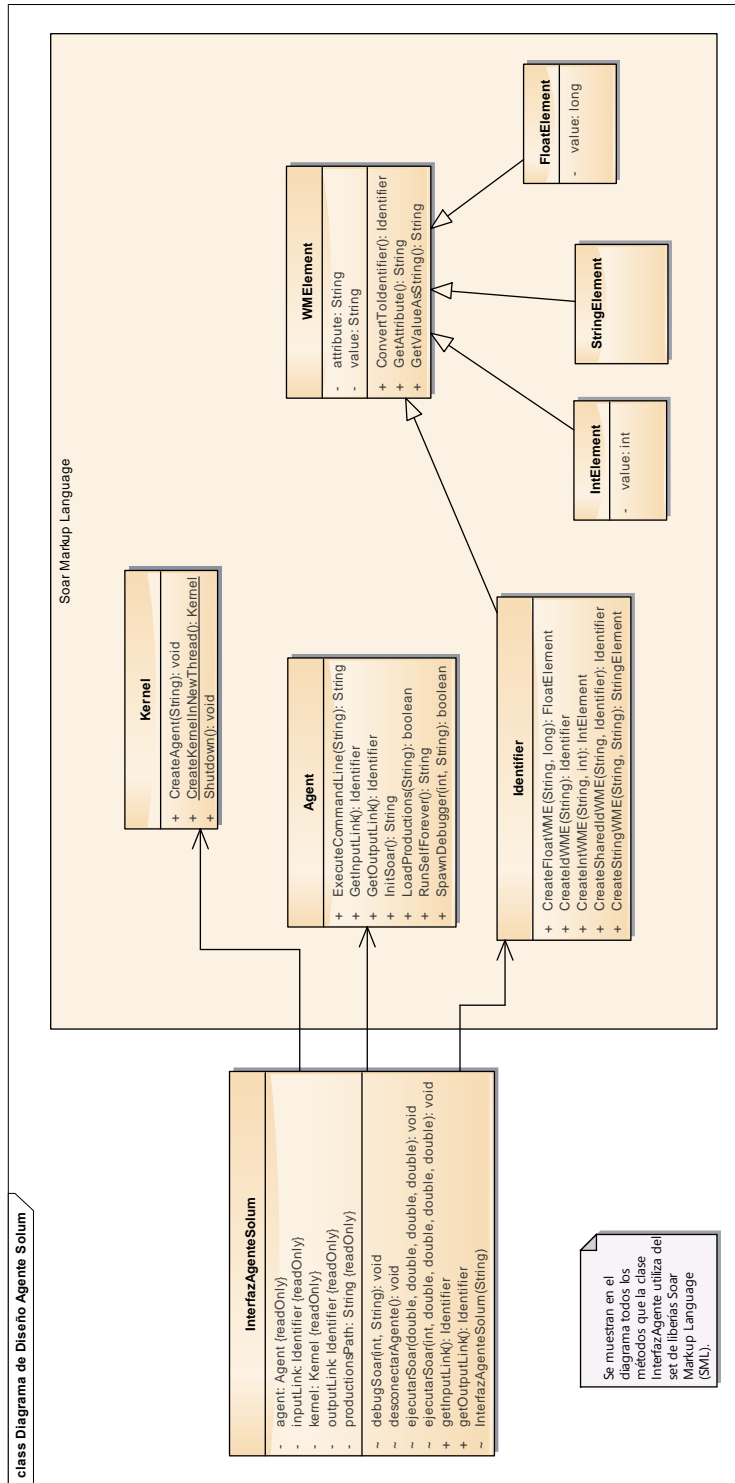 class Diagrama de Diseño Agente Solum
Soar Markup Language
InterfazAgenteSolum
- agent: Agent {readOnly}
- inputLink: Identifier {readOnly}
- kernel: Kernel {readOnly}
- outputLink: Identifier {readOnly}
- productionsPath: String {readOnly}
~ debugSoar(int, String): void
~ desconectarAgente(): void
~ ejecutarSoar(double, double, double, double): void
~ ejecutarSoar(int, double, double, double, double): void
+ getInputLink(): Identifier
+ getOutputLink(): Identifier
~ InterfazAgenteSolum(String)
Se muestran en el
diagrama todos los
métodos que la clase
InterfazAgente utiliza del
set de liberías Soar
Markup Language
(SML).
Kernel
+ CreateAgent(String): void
+ CreateKernelInNewThread(): Kernel
+ Shutdown(): void
Agent
+ ExecuteCommandLine(String): String
+ GetInputLink(): Identifier
+ GetOutputLink(): Identifier
+ InitSoar(): String
+ LoadProductions(String): boolean
+ RunSelfForever(): String
+ SpawnDebugger(int, String): boolean
Identifier
+ CreateFloatWME(String, long): FloatElement
+ CreateIdWME(String): Identifier
+ CreateIntWME(String, int): IntElement
+ CreateSharedIdWME(String, Identifier): Identifier
+ CreateStringWME(String, String): StringElement
WMElement
- attribute: String
- value: String
+ ConvertToIdentifier(): Identifier
+ GetAttribute(): String
+ GetValueAsString(): String
IntElement
- value: int
StringElement
FloatElement
- value: long